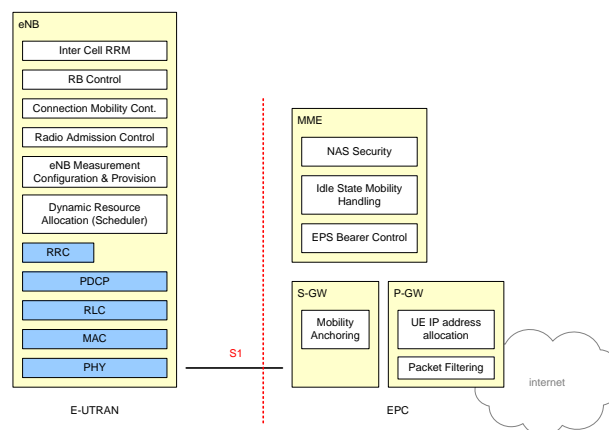 eNB
Inter Cell RRM
RB Control
Connection Mobility Cont.
Radio Admission Control
eNB Measurement
Configuration & Provision
Dynamic Resource
Allocation (Scheduler)
RRC
PDCP
RLC
MAC
PHY
S1
MME
NAS Security
Idle State Mobility
Handling
EPS Bearer Control
S-GW
Mobility
Anchoring
P-GW
UE IP address
allocation
Packet Filtering
internet
E-UTRAN
EPC